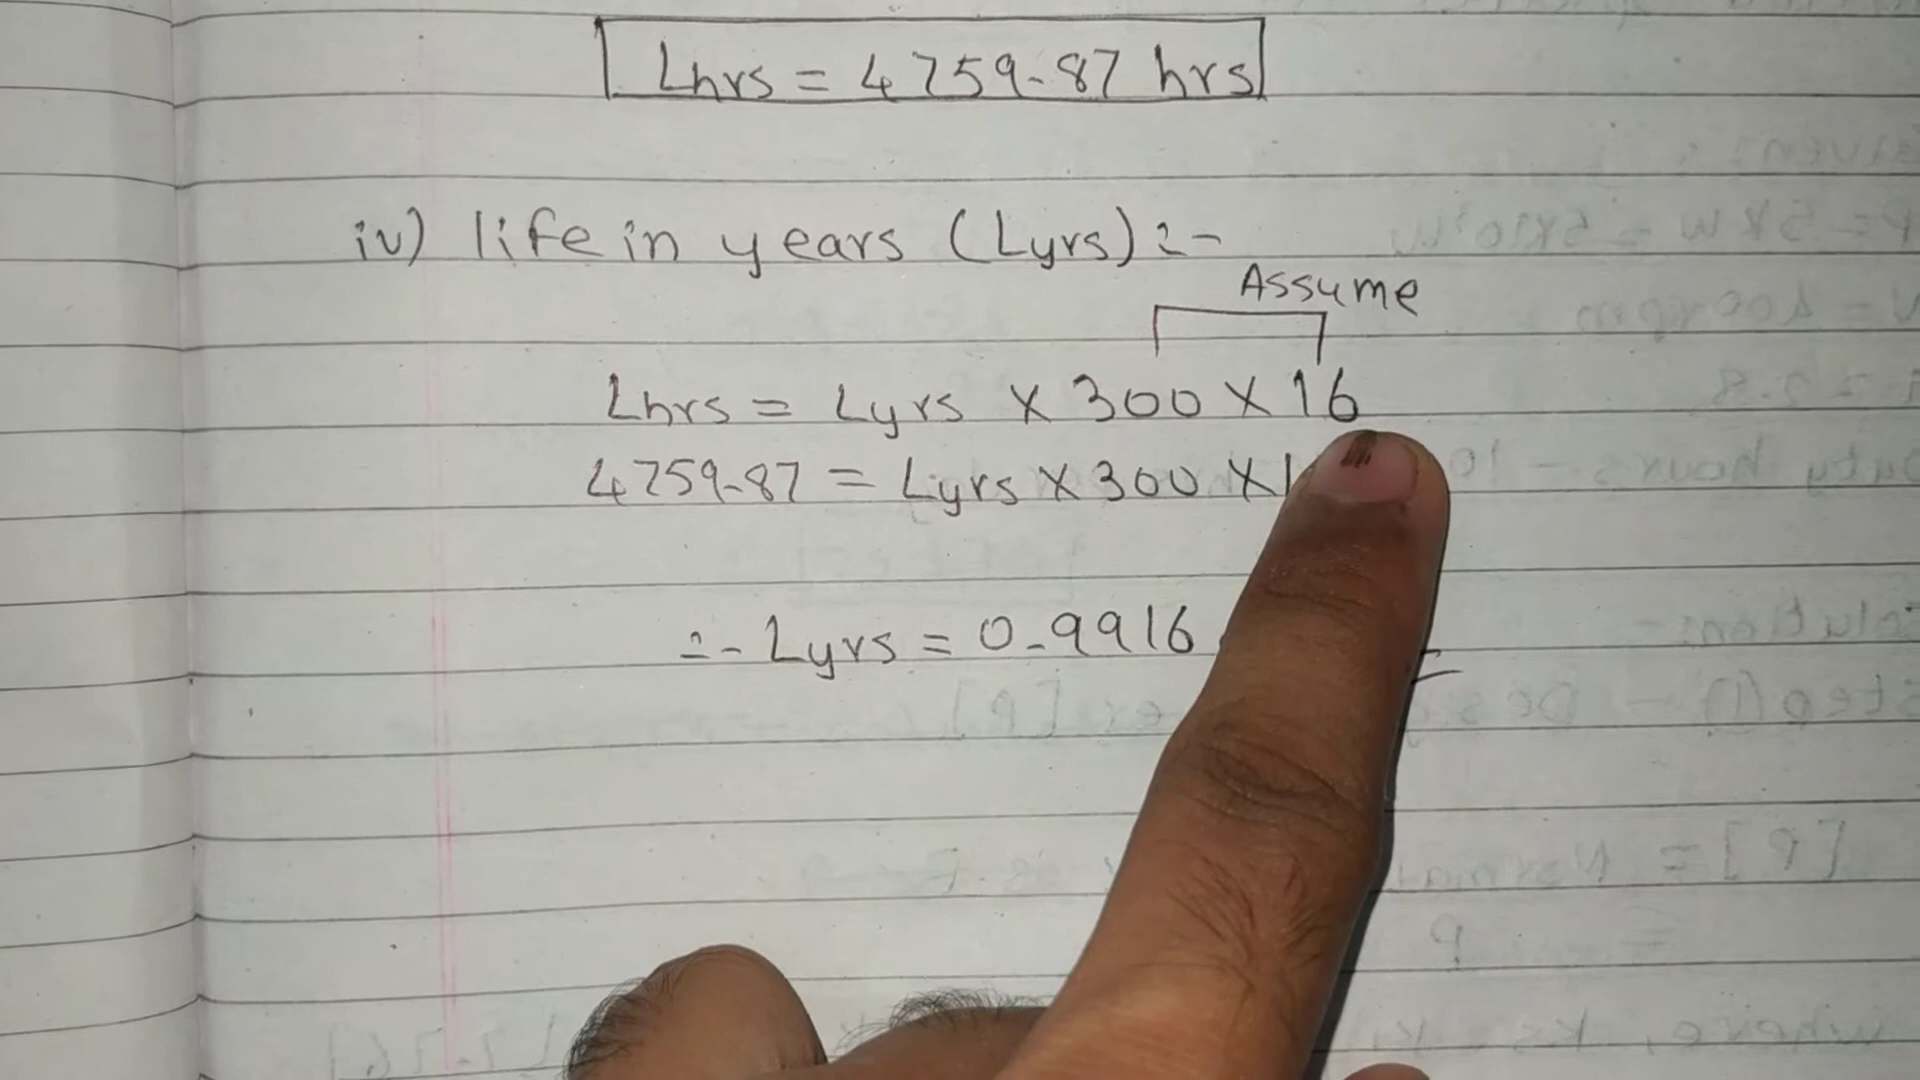 Lhrs = 4759.87 hrs
iv) life in years (Lyrs) :-
Assume
Lhrs = Lyrs × 300 × 16
4759.87 = Lyrs × 300 × 1
∴ Lyrs = 0.9916